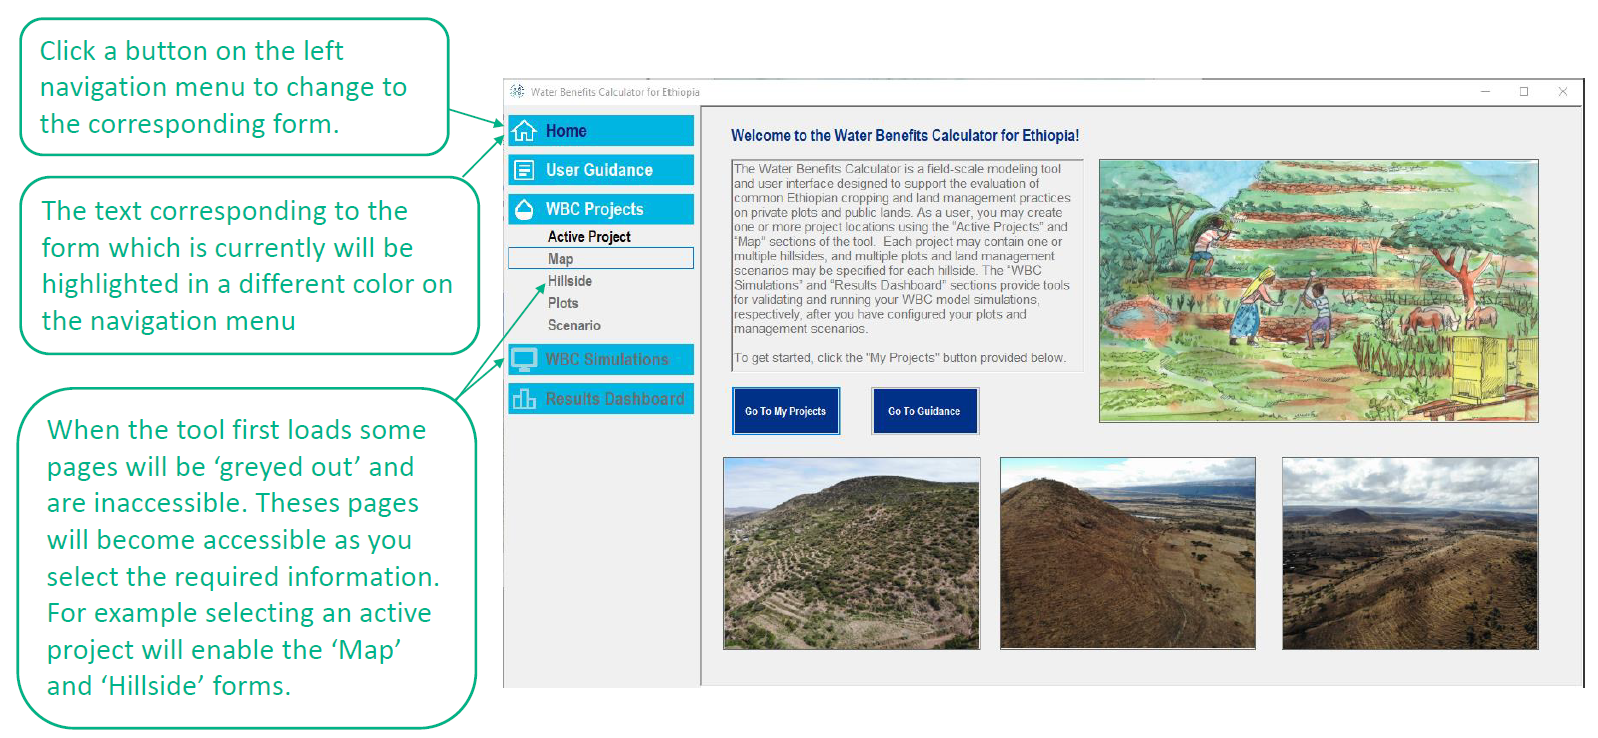 Click a button on the left
navigation menu to change to
the corresponding form.
The text corresponding to the
form which is currently will be
highlighted in a different color on
the navigation menu
When the tool first loads some
pages will be ‘greyed out’ and
are inaccessible. Theses pages
will become accessible as you
select the required information.
For example selecting an active
project will enable the ‘Map’
and ‘Hillside’ forms.
Water Benefits Calculator for Ethiopia
Home
User Guidance
WBC Projects
Active Project
Map
Hillside
Plots
Scenario
WBC Simulations
Results Dashboard
Welcome to the Water Benefits Calculator for Ethiopia!
The Water Benefits Calculator is a field-scale modeling tool
and user interface designed to support the evaluation of
common Ethiopian cropping and land management practices
on private plots and public lands. As a user, you may create
one or more project locations using the "Active Projects" and
"Map" sections of the tool.  Each project may contain one or
multiple hillsides, and multiple plots and land management
scenarios may be specified for each hillside. The "WBC
Simulations" and "Results Dashboard" sections provide tools
for validating and running your WBC model simulations,
respectively, after you have configured your plots and
management scenarios.
To get started, click the "My Projects" button provided below.
Go To My Projects
Go To Guidance